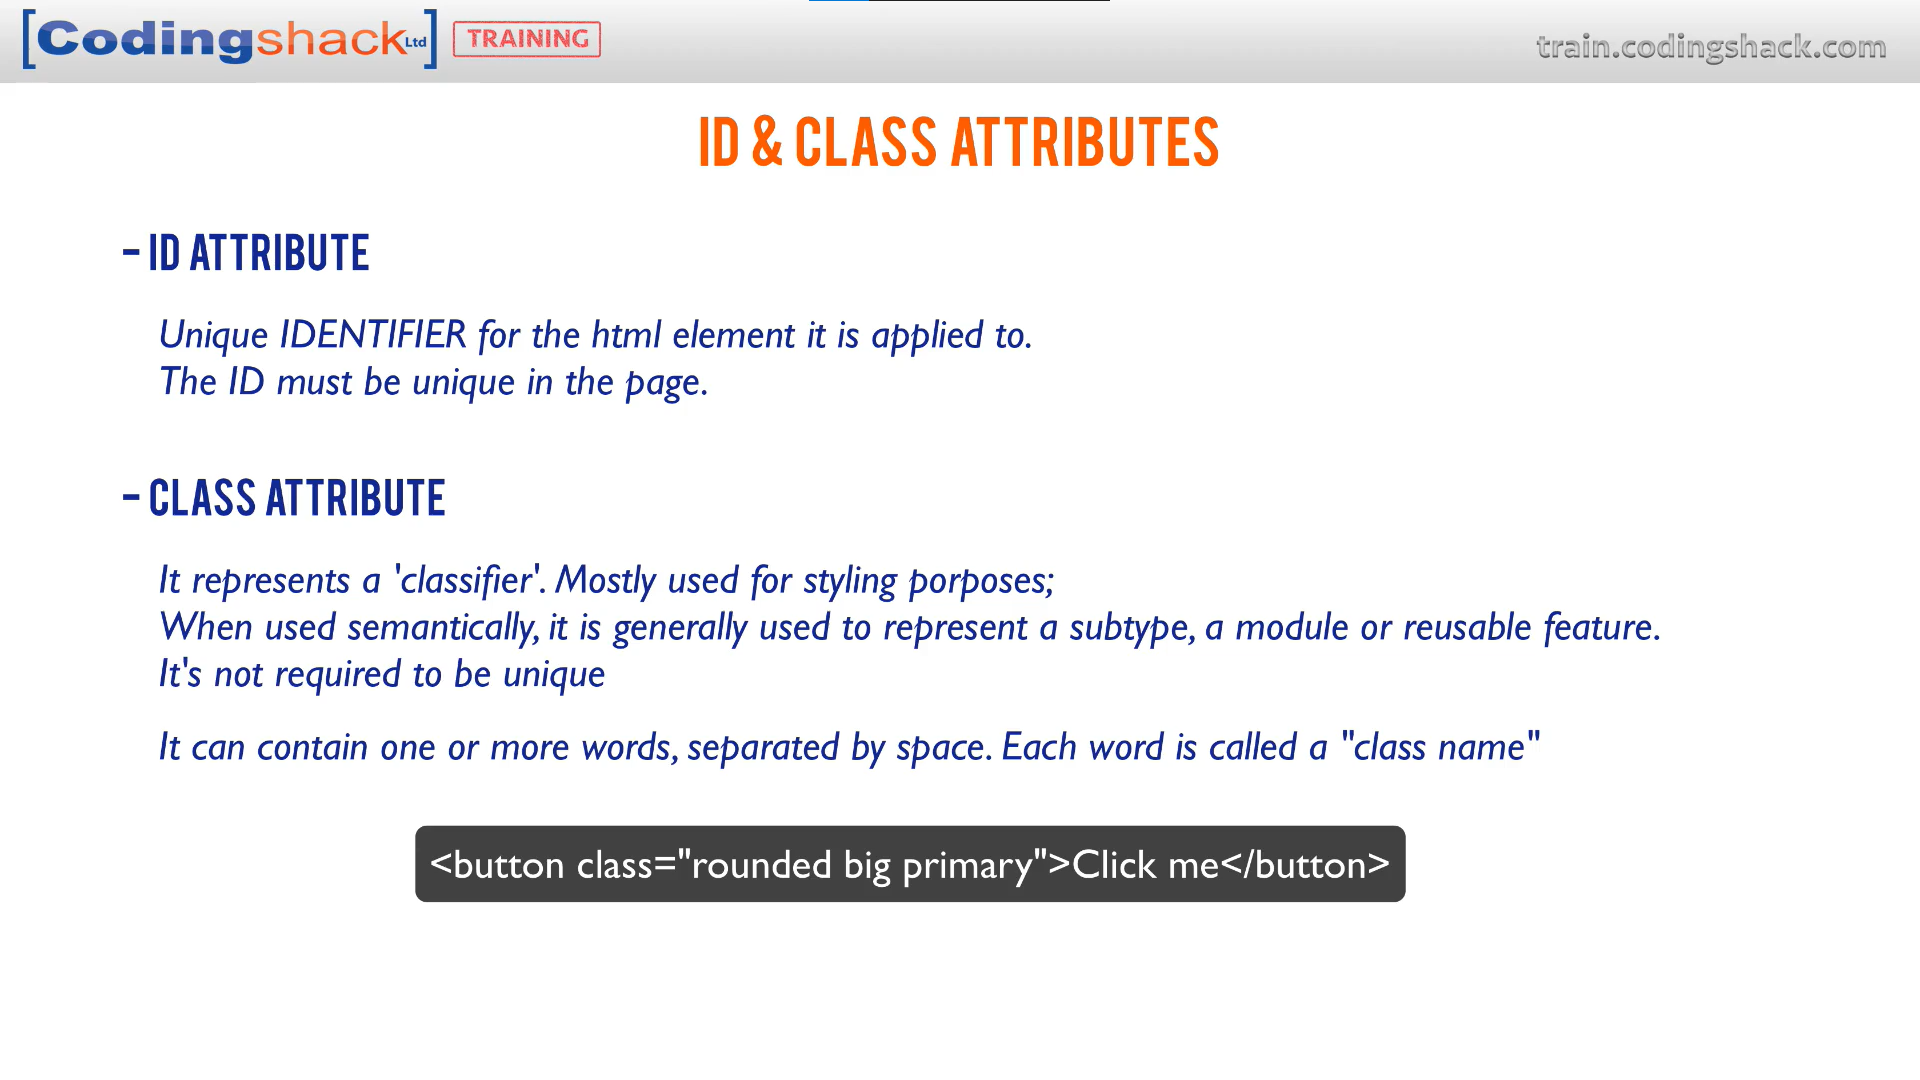 [Codingshack Ltd] TRAINING
train.codingshack.com
ID & CLASS ATTRIBUTES
- ID ATTRIBUTE
Unique IDENTIFIER for the html element it is applied to.
The ID must be unique in the page.
- CLASS ATTRIBUTE
It represents a 'classifier'. Mostly used for styling porposes;
When used semantically, it is generally used to represent a subtype, a module or reusable feature.
It's not required to be unique
It can contain one or more words, separated by space. Each word is called a "class name"
<button class="rounded big primary">Click me</button>